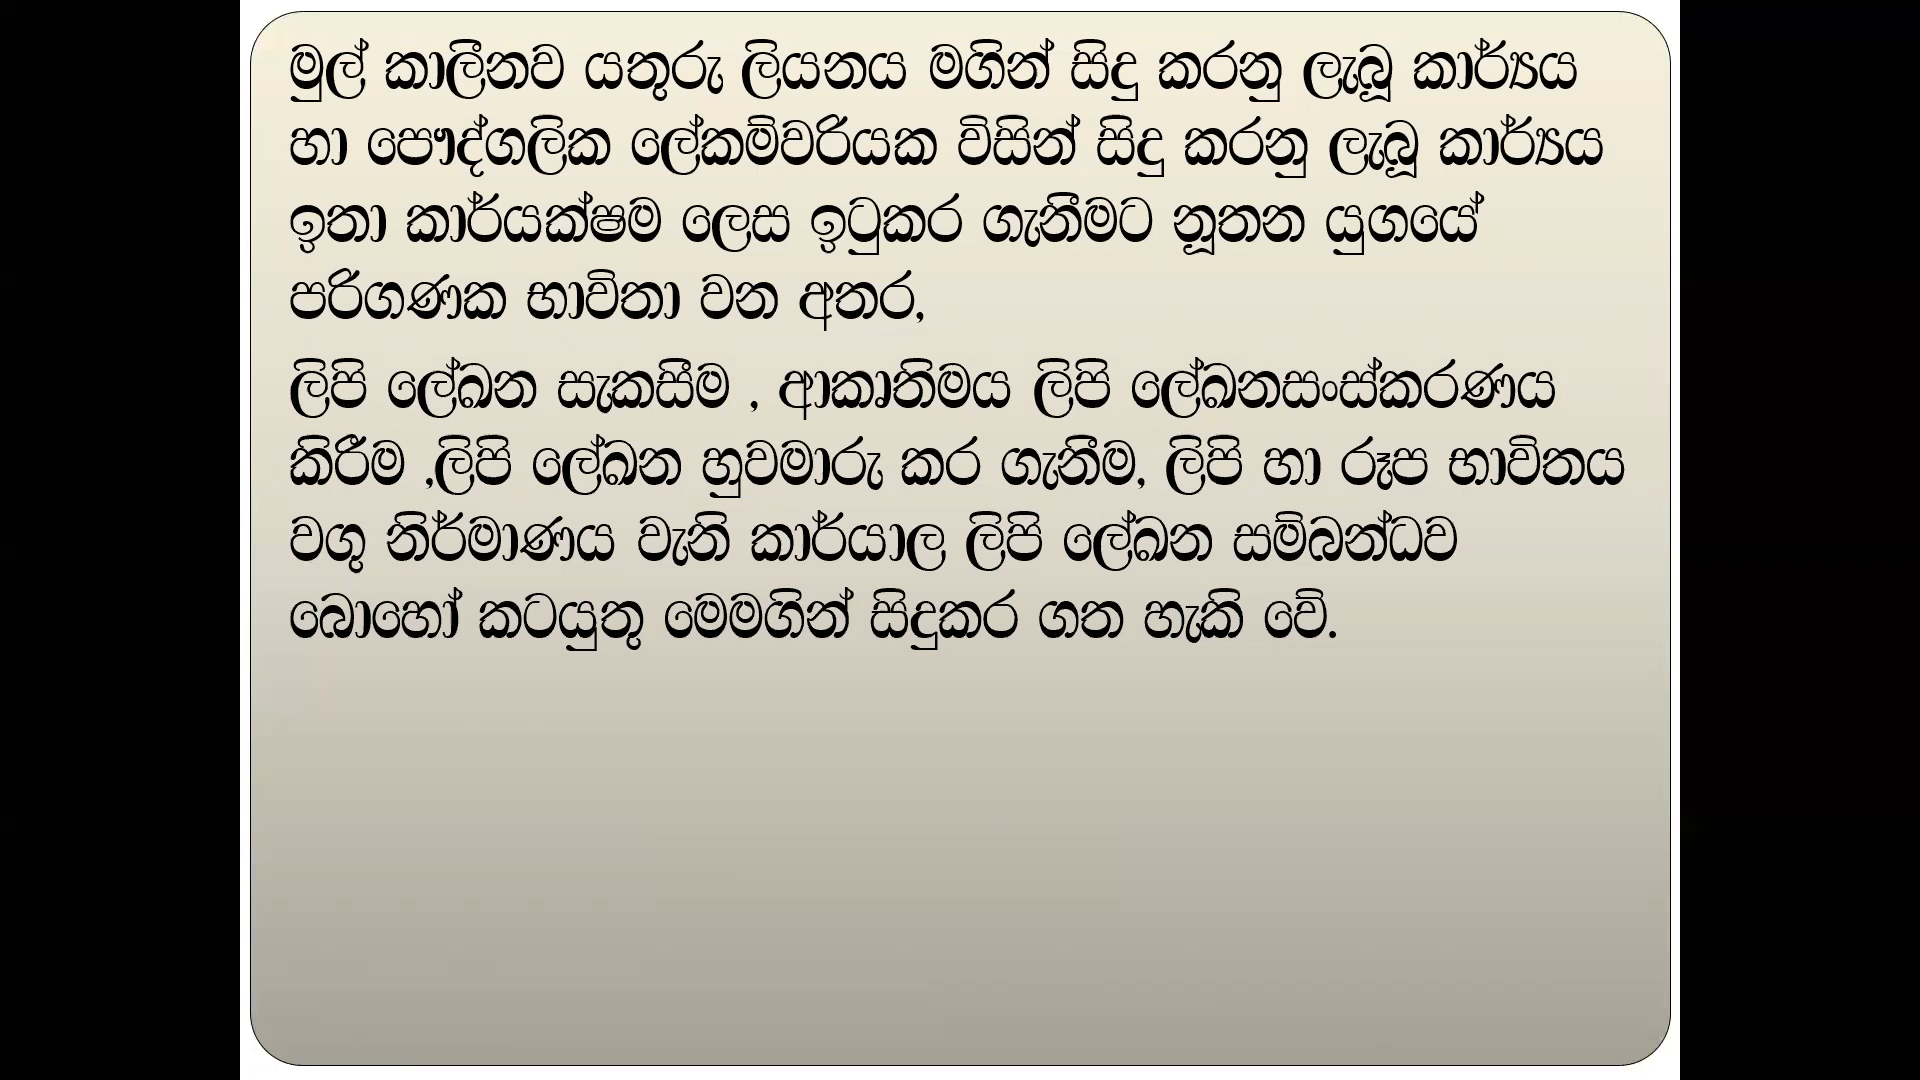 මුල් කාලීනව යතුරු ලියනය මගින් සිදු කරනු ලැබූ කාර්යය
හා පෞද්ගලික ලේකම්වරියක විසින් සිදු කරනු ලැබූ කාර්යය
ඉතා කාර්යක්ෂම ලෙස ඉටුකර ගැනීමට නූතන යුගයේ
පරිගණක භාවිතා වන අතර,
ලිපි ලේඛන සැකසීම , ආකෘතිමය ලිපි ලේඛනසංස්කරණය
කිරීම ,ලිපි ලේඛන හුවමාරු කර ගැනීම, ලිපි හා රූප භාවිතය
වගු නිර්මාණය වැනි කාර්යාල ලිපි ලේඛන සම්බන්ධව
බොහෝ කටයුතු මෙමගින් සිදුකර ගත හැකි වේ.